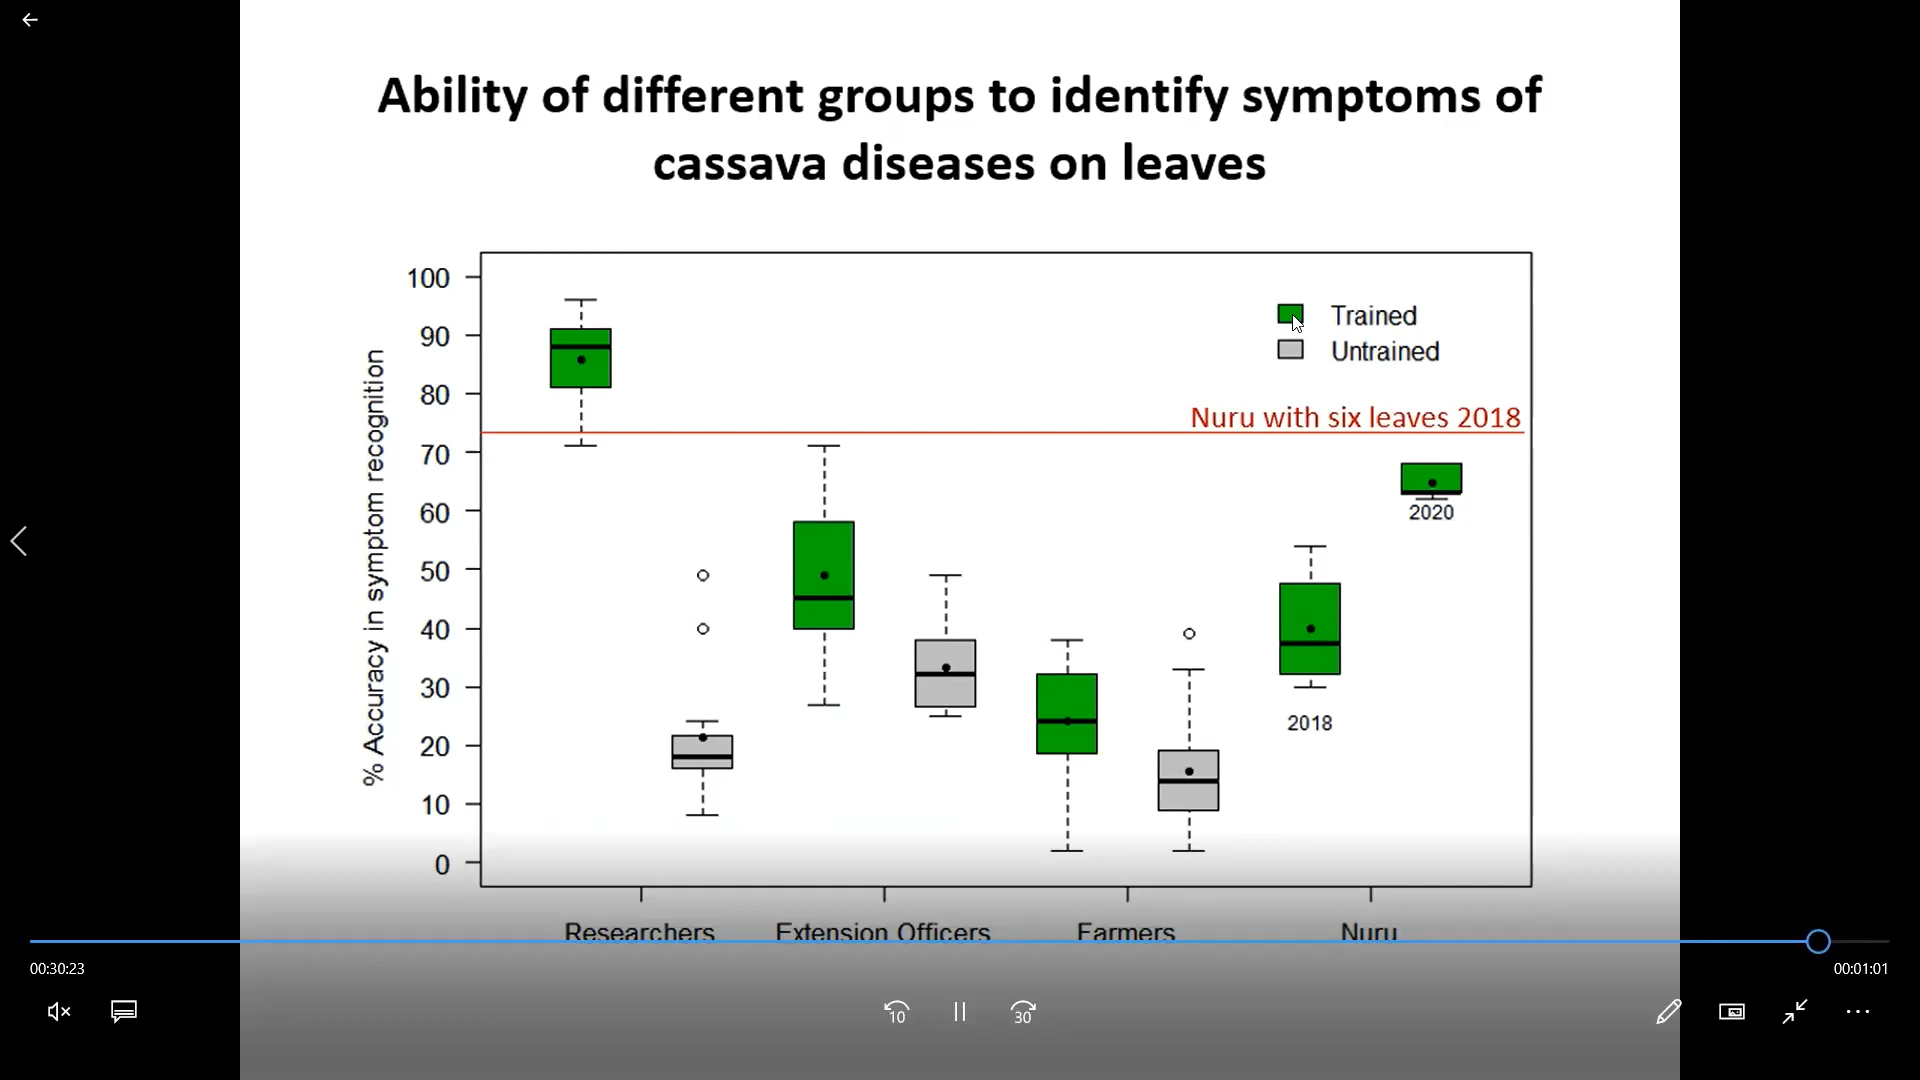 Ability of different groups to identify symptoms of
cassava diseases on leaves
100
90
80
70
60
50
40
30
20
10
0
% Accuracy in symptom recognition
Trained
Untrained
Nuru with six leaves 2018
2020
2018
Researchers
Extension Officers
Farmers
Nuru
00:30:23
00:01:01
10
30